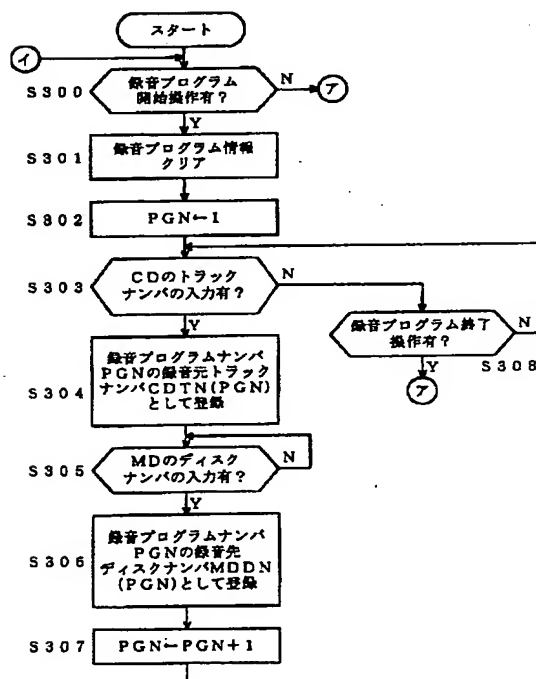 スタート
イ
S300
録音プログラム
開始操作有？
N
ア
Y
S301
録音プログラム情報
クリア
S302
PGN←1
S303
CDのトラック
ナンバの入力有？
N
Y
録音プログラム終了
操作有？
N
Y
S308
ア
S304
録音プログラムナンバ
PGNの録音元トラック
ナンバCDTN(PGN)
として登録
S305
MDのディスク
ナンバの入力有？
N
Y
S306
録音プログラムナンバ
PGNの録音先
ディスクナンバMDDN
(PGN)として登録
S307
PGN←PGN+1